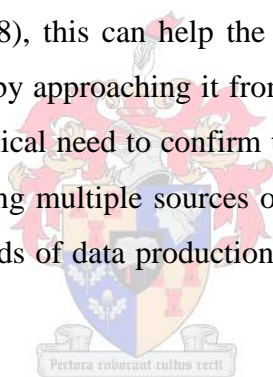 8), this can help the
by approaching it from
ical need to confirm t
ng multiple sources o
ds of data production
Pectora roborant cultus recti